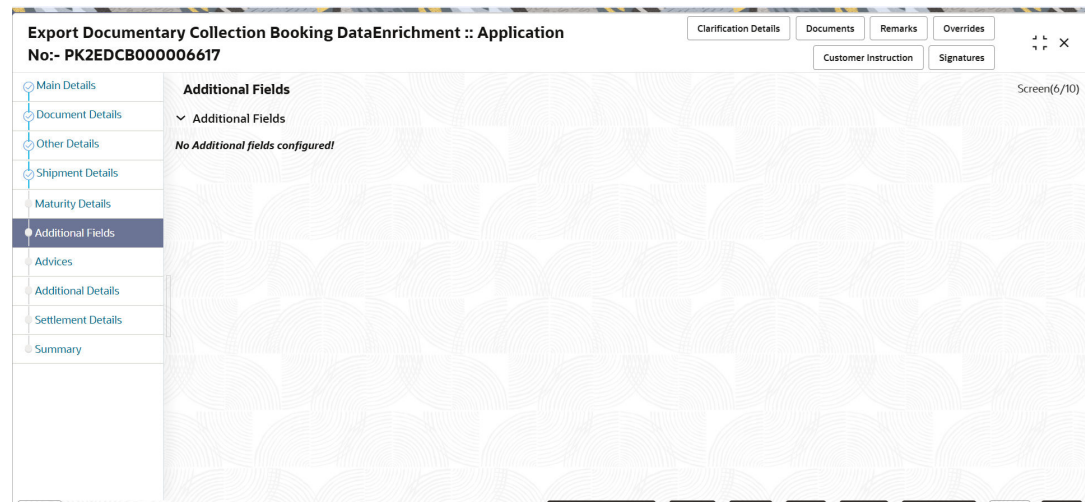 Export Documentary Collection Booking DataEnrichment :: Application
No:- PK2EDCB000006617
Clarification Details
Documents
Remarks
Overrides
Customer Instruction
Signatures
Main Details
Document Details
Other Details
Shipment Details
Maturity Details
Additional Fields
Advices
Additional Details
Settlement Details
Summary
Additional Fields
Screen(6/10)
Additional Fields
No Additional fields configured!